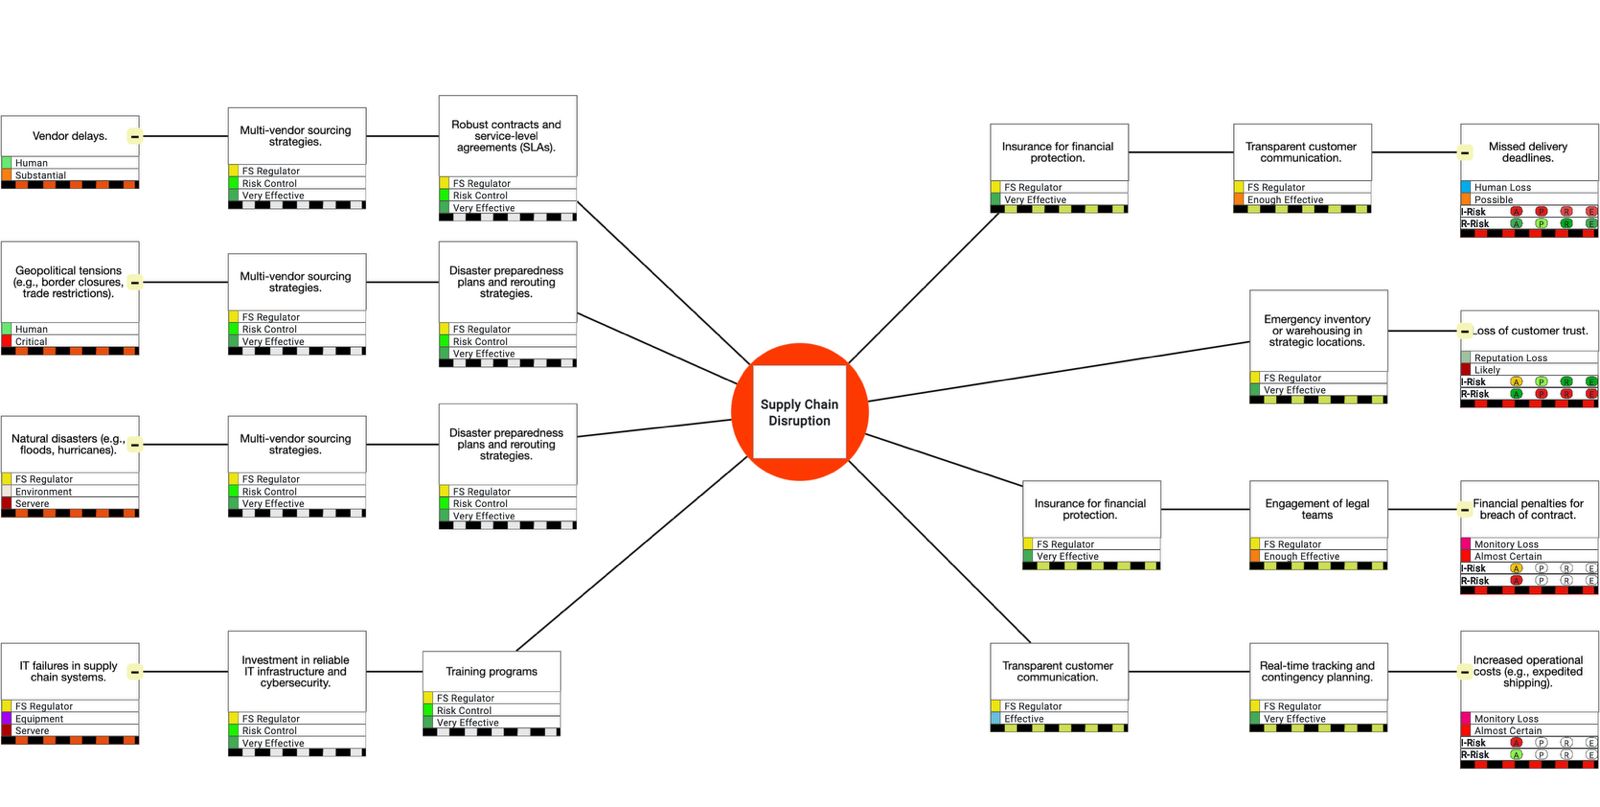 Vendor delays.
Human
Substantial
Multi-vendor sourcing
strategies.
FS Regulator
Risk Control
Very Effective
Robust contracts and
service-level
agreements (SLAs).
FS Regulator
Risk Control
Very Effective
Geopolitical tensions
(e.g., border closures,
trade restrictions).
Human
Critical
Multi-vendor sourcing
strategies.
FS Regulator
Risk Control
Very Effective
Disaster preparedness
plans and rerouting
strategies.
FS Regulator
Risk Control
Very Effective
Natural disasters (e.g.,
floods, hurricanes).
FS Regulator
Environment
Servere
Multi-vendor sourcing
strategies.
FS Regulator
Risk Control
Very Effective
Disaster preparedness
plans and rerouting
strategies.
FS Regulator
Risk Control
Very Effective
IT failures in supply
chain systems.
FS Regulator
Equipment
Servere
Investment in reliable
IT infrastructure and
cybersecurity.
FS Regulator
Risk Control
Very Effective
Training programs
FS Regulator
Risk Control
Very Effective
Supply Chain
Disruption
Insurance for financial
protection.
FS Regulator
Very Effective
Transparent customer
communication.
FS Regulator
Enough Effective
Missed delivery
deadlines.
Human Loss
Possible
I-Risk A P R E
R-Risk A P R E
Emergency inventory
or warehousing in
strategic locations.
FS Regulator
Very Effective
Loss of customer trust.
Reputation Loss
Likely
I-Risk A P R E
R-Risk A P R E
Insurance for financial
protection.
FS Regulator
Very Effective
Engagement of legal
teams
FS Regulator
Enough Effective
Financial penalties for
breach of contract.
Monitory Loss
Almost Certain
I-Risk A P R E
R-Risk A P R E
Transparent customer
communication.
FS Regulator
Effective
Real-time tracking and
contingency planning.
FS Regulator
Very Effective
Increased operational
costs (e.g., expedited
shipping).
Monitory Loss
Almost Certain
I-Risk A P R E
R-Risk A P R E